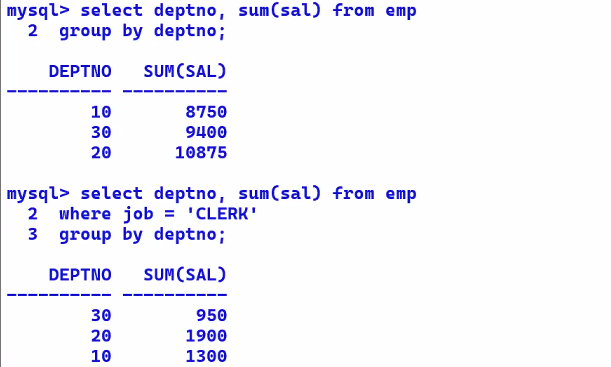 mysql> select deptno, sum(sal) from emp
  2  group by deptno;

    DEPTNO   SUM(SAL)
---------- ----------
        10       8750
        30       9400
        20      10875

mysql> select deptno, sum(sal) from emp
  2  where job = 'CLERK'
  3  group by deptno;

    DEPTNO   SUM(SAL)
---------- ----------
        30        950
        20       1900
        10       1300